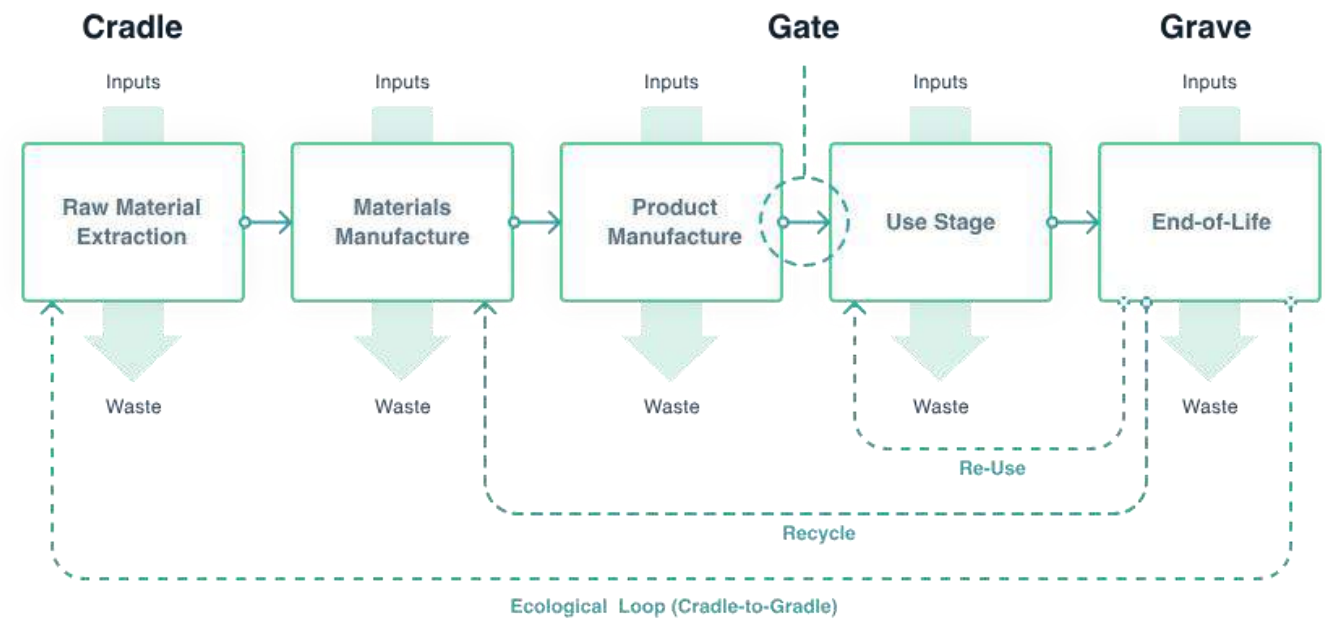 Cradle
Gate
Grave
Inputs
Inputs
Inputs
Inputs
Inputs
Raw Material
Extraction
Materials
Manufacture
Product
Manufacture
Use Stage
End-of-Life
Waste
Waste
Waste
Waste
Waste
Re-Use
Recycle
Ecological Loop (Cradle-to-Gradle)